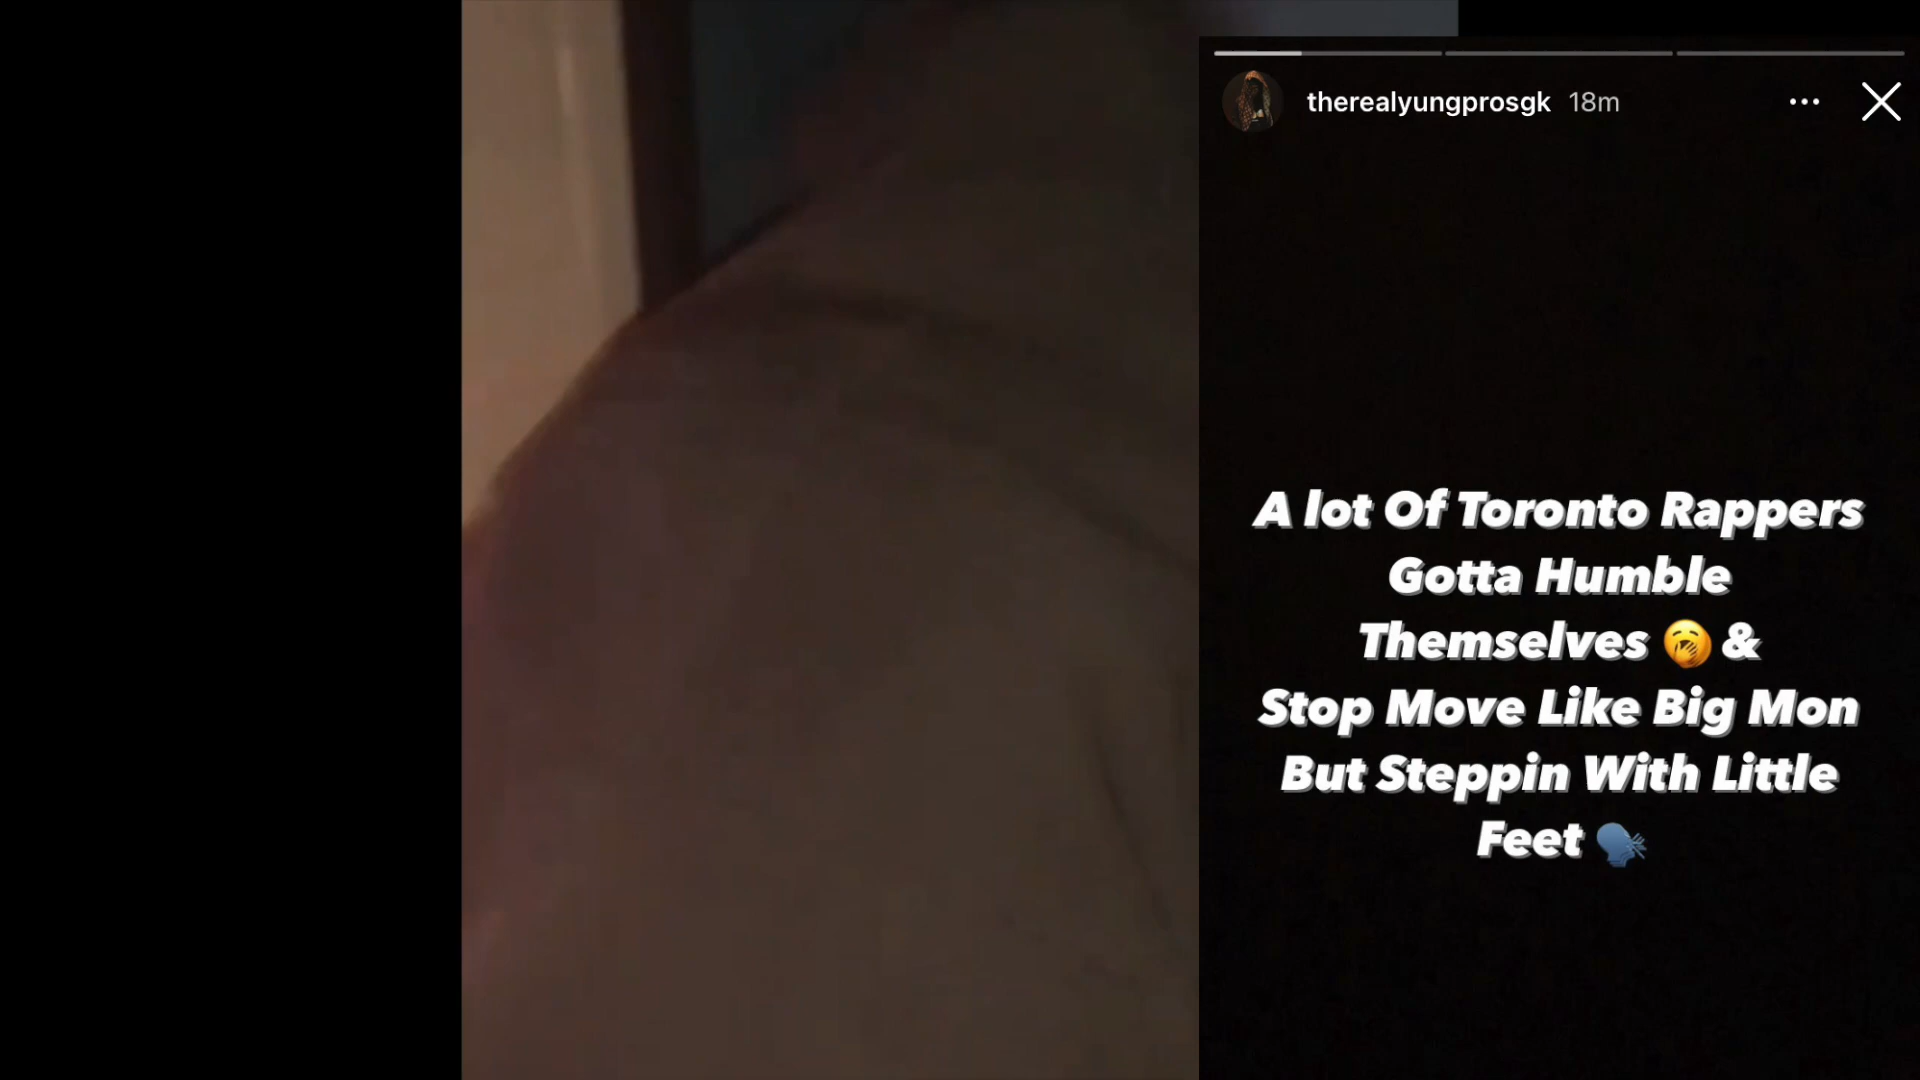 therealyungprosgk 18m
A lot Of Toronto Rappers
Gotta Humble
Themselves 🥱 &
Stop Move Like Big Mon
But Steppin With Little
Feet 🗣️